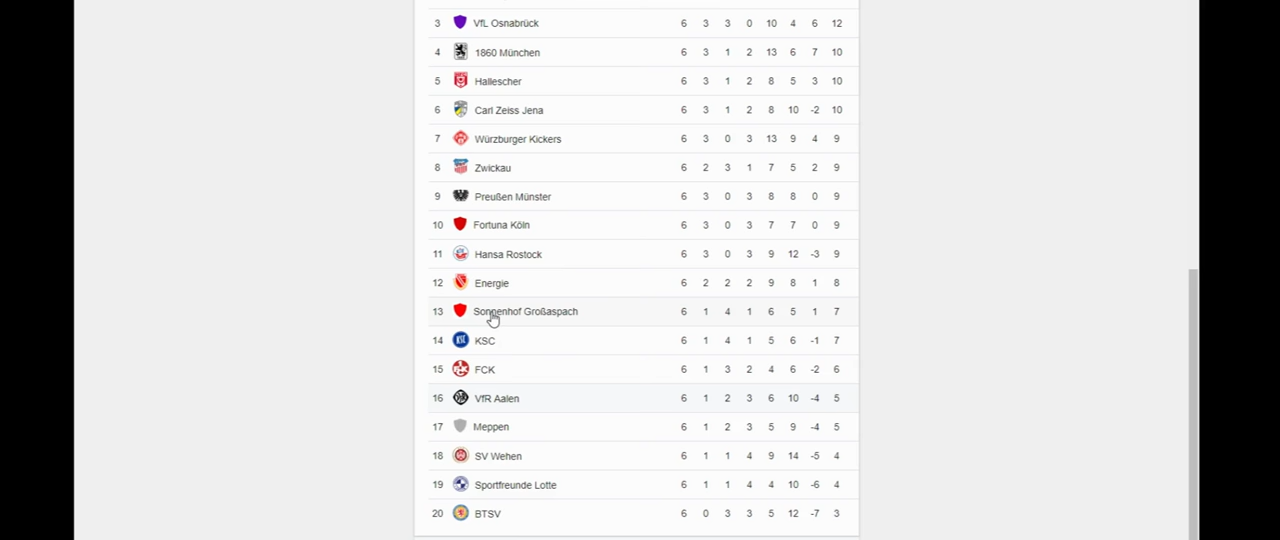 3 VfL Osnabrück 6 3 3 0 10 4 6 12
4 1860 München 6 3 1 2 13 6 7 10
5 Hallescher 6 3 1 2 8 5 3 10
6 Carl Zeiss Jena 6 3 1 2 8 10 -2 10
7 Würzburger Kickers 6 3 0 3 13 9 4 9
8 Zwickau 6 2 3 1 7 5 2 9
9 Preußen Münster 6 3 0 3 8 8 0 9
10 Fortuna Köln 6 3 0 3 7 7 0 9
11 Hansa Rostock 6 3 0 3 9 12 -3 9
12 Energie 6 2 2 2 9 8 1 8
13 Sonnenhof Großaspach 6 1 4 1 6 5 1 7
14 KSC 6 1 4 1 5 6 -1 7
15 FCK 6 1 3 2 4 6 -2 6
16 VfR Aalen 6 1 2 3 6 10 -4 5
17 Meppen 6 1 2 3 5 9 -4 5
18 SV Wehen 6 1 1 4 9 14 -5 4
19 Sportfreunde Lotte 6 1 1 4 4 10 -6 4
20 BTSV 6 0 3 3 5 12 -7 3